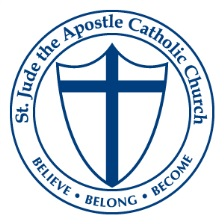 St. Jude the Apostle Catholic Church
BELIEVE • BELONG • BECOME